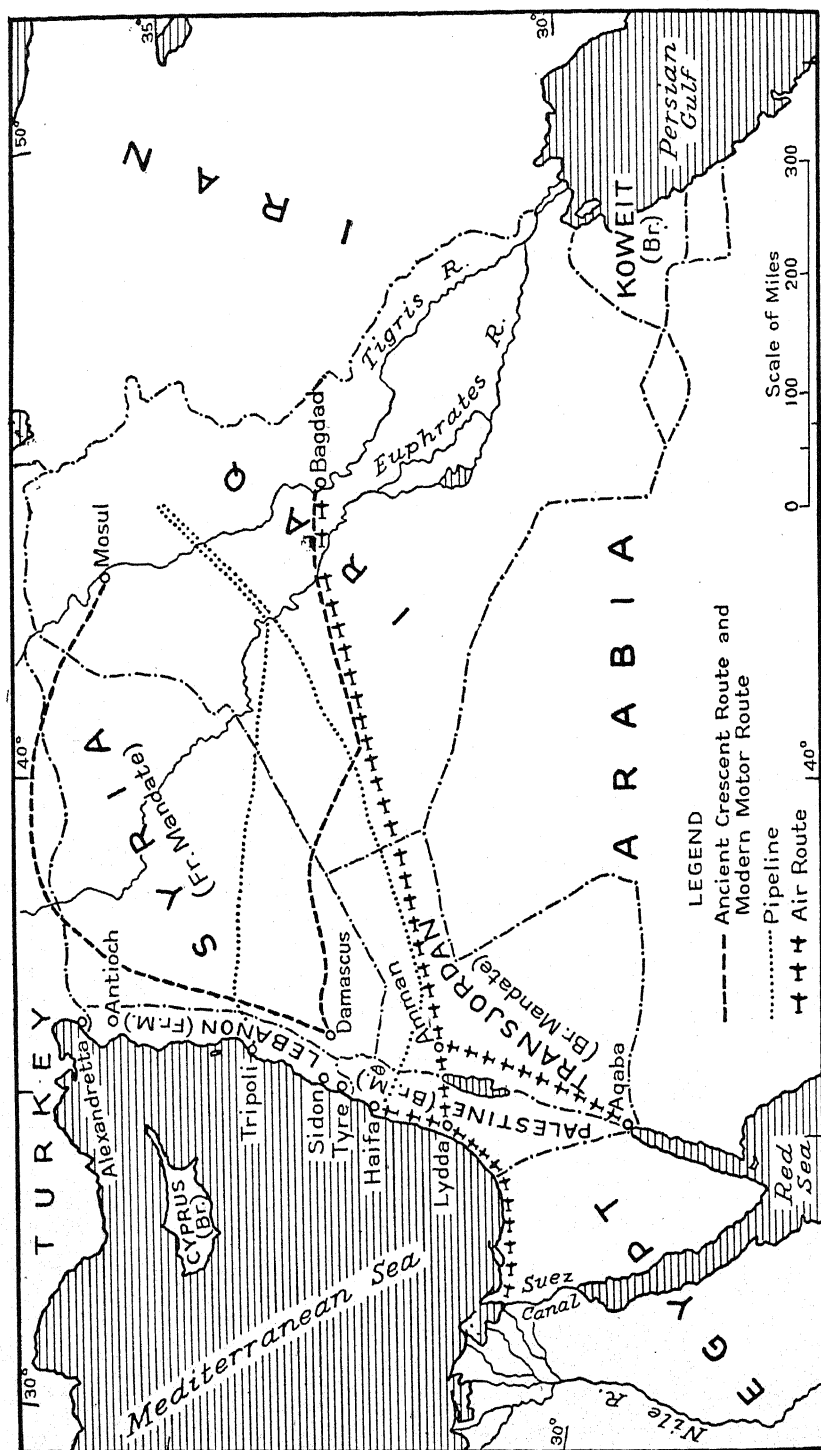 TURKEY
Alexandretta
Antioch
CYPRUS
(Br.)
Mediterranean Sea
SYRIA
(Fr. Mandate)
Mosul
LEBANON (Fr.M.)
Tripoli
Sidon
Tyre
Haifa
Lydda
Damascus
Amman
PALESTINE (Br.M.)
TRANSJORDAN
(Br. Mandate)
Aqaba
IRAQ
Bagdad
Tigris R.
Euphrates R.
IRAN
KOWEIT
(Br.)
Persian
Gulf
ARABIA
EGYPT
Suez
Canal
Nile R.
Red
Sea
30°
40°
50°
35°
30°
30°
40°
LEGEND
Ancient Crescent Route and
Modern Motor Route
Pipeline
Air Route
Scale of Miles
0 100 200 300